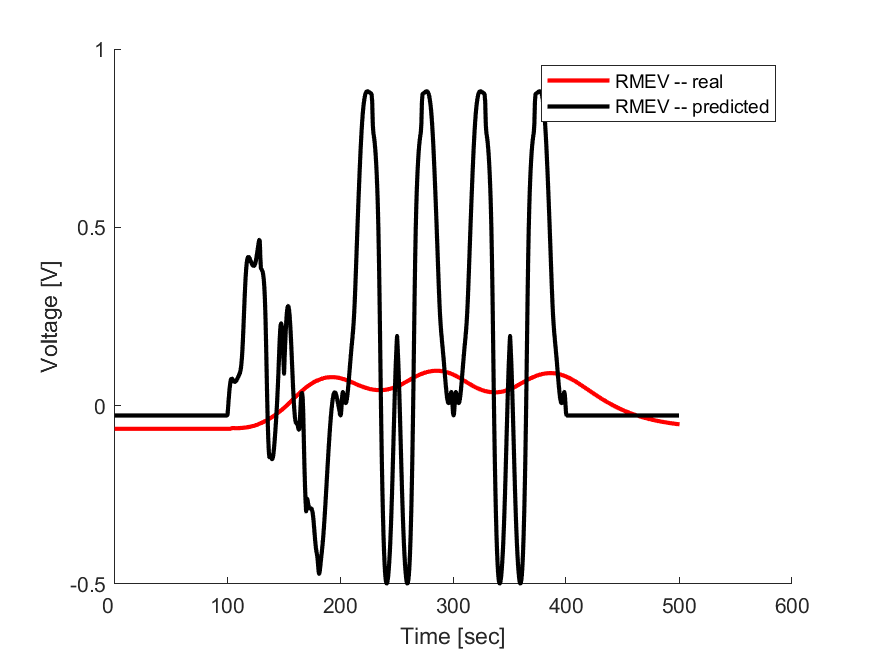 1
RMEV -- real
RMEV -- predicted
0.5
Voltage [V]
0
-0.5
0 100 200 300 400 500 600
Time [sec]